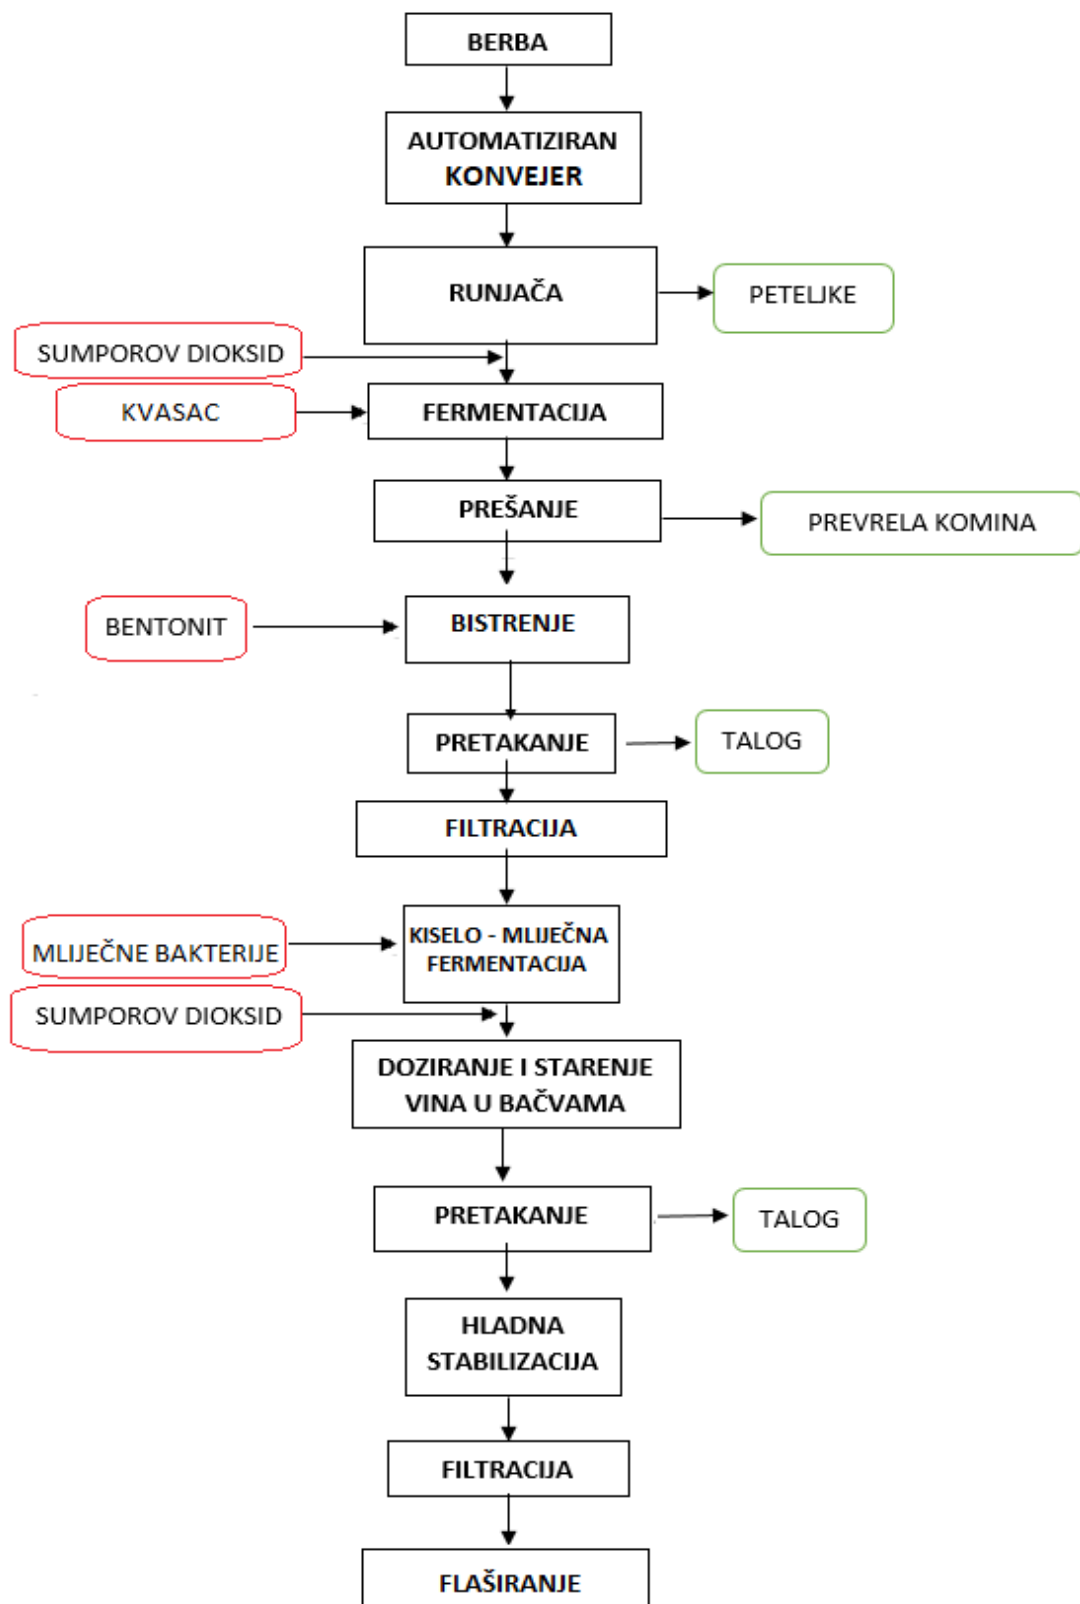 BERBA
AUTOMATIZIRAN
KONVEJER
RUNJAČA
PETELJKE
SUMPOROV DIOKSID
KVASAC
FERMENTACIJA
PREŠANJE
PREVRELA KOMINA
BENTONIT
BISTRENJE
PRETAKANJE
TALOG
FILTRACIJA
MLIJEČNE BAKTERIJE
KISELO - MLIJEČNA
FERMENTACIJA
SUMPOROV DIOKSID
DOZIRANJE I STARENJE
VINA U BAČVAMA
PRETAKANJE
TALOG
HLADNA
STABILIZACIJA
FILTRACIJA
FLAŠIRANJE